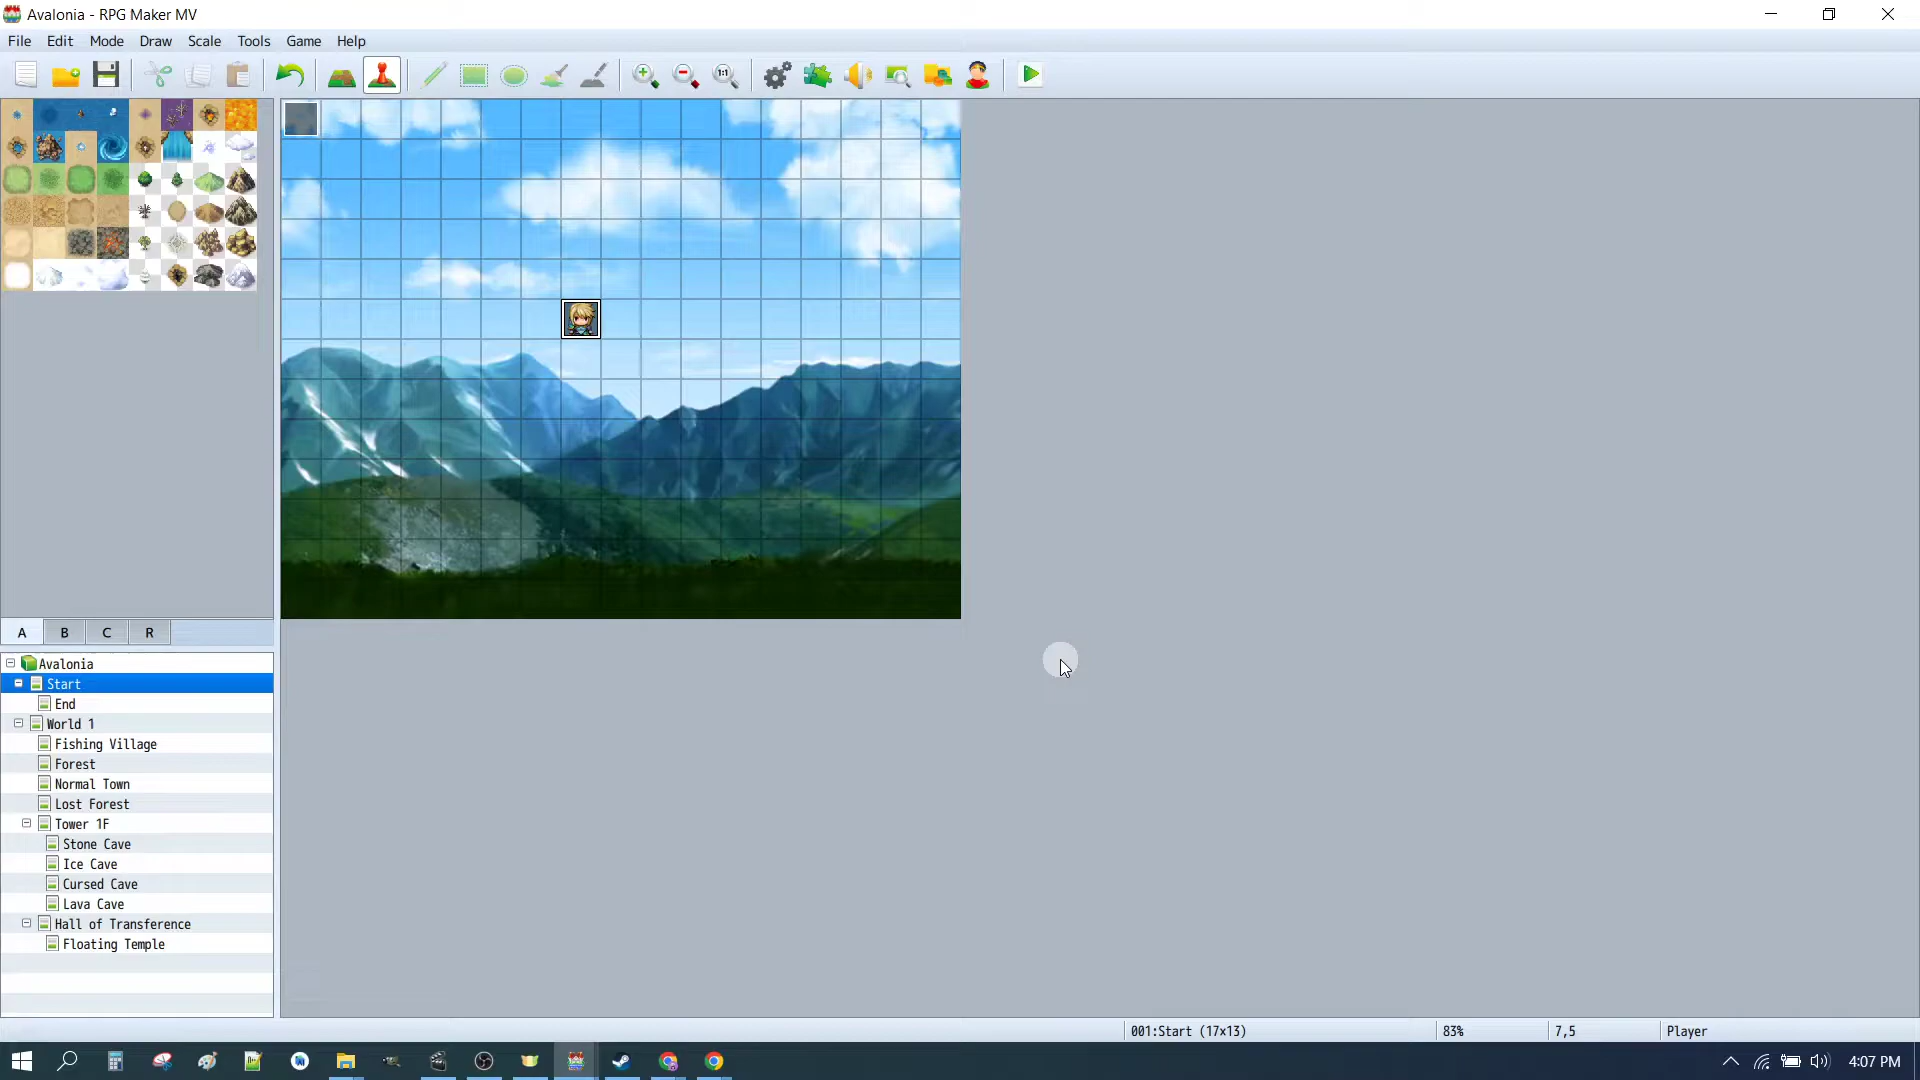 Avalonia - RPG Maker MV
File Edit Mode Draw Scale Tools Game Help
1:1
A B C R
Avalonia
Start
End
World 1
Fishing Village
Forest
Normal Town
Lost Forest
Tower 1F
Stone Cave
Ice Cave
Cursed Cave
Lava Cave
Hall of Transference
Floating Temple
001:Start (17x13) 83% 7,5 Player
4:07 PM